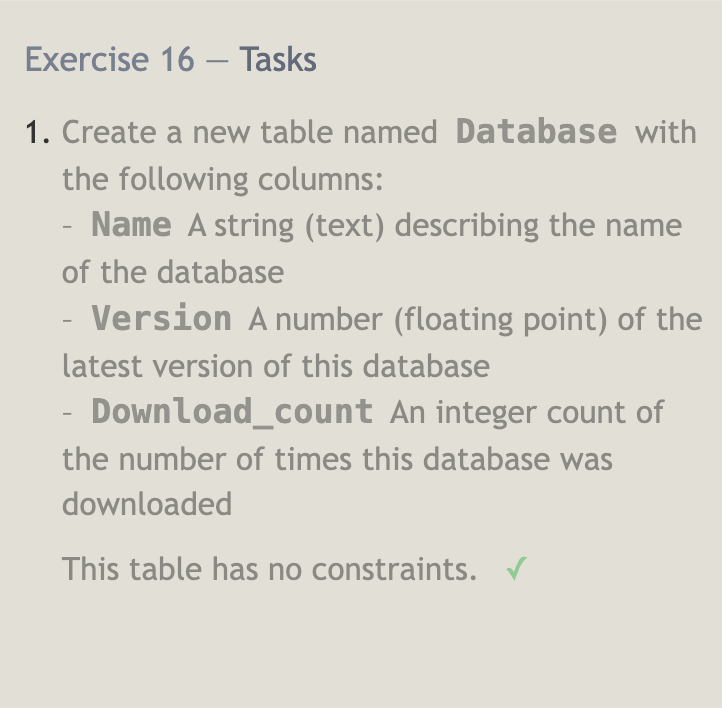 Exercise 16 — Tasks
1. Create a new table named Database with
the following columns:
– Name A string (text) describing the name
of the database
– Version A number (floating point) of the
latest version of this database
– Download_count An integer count of
the number of times this database was
downloaded
This table has no constraints. ✓